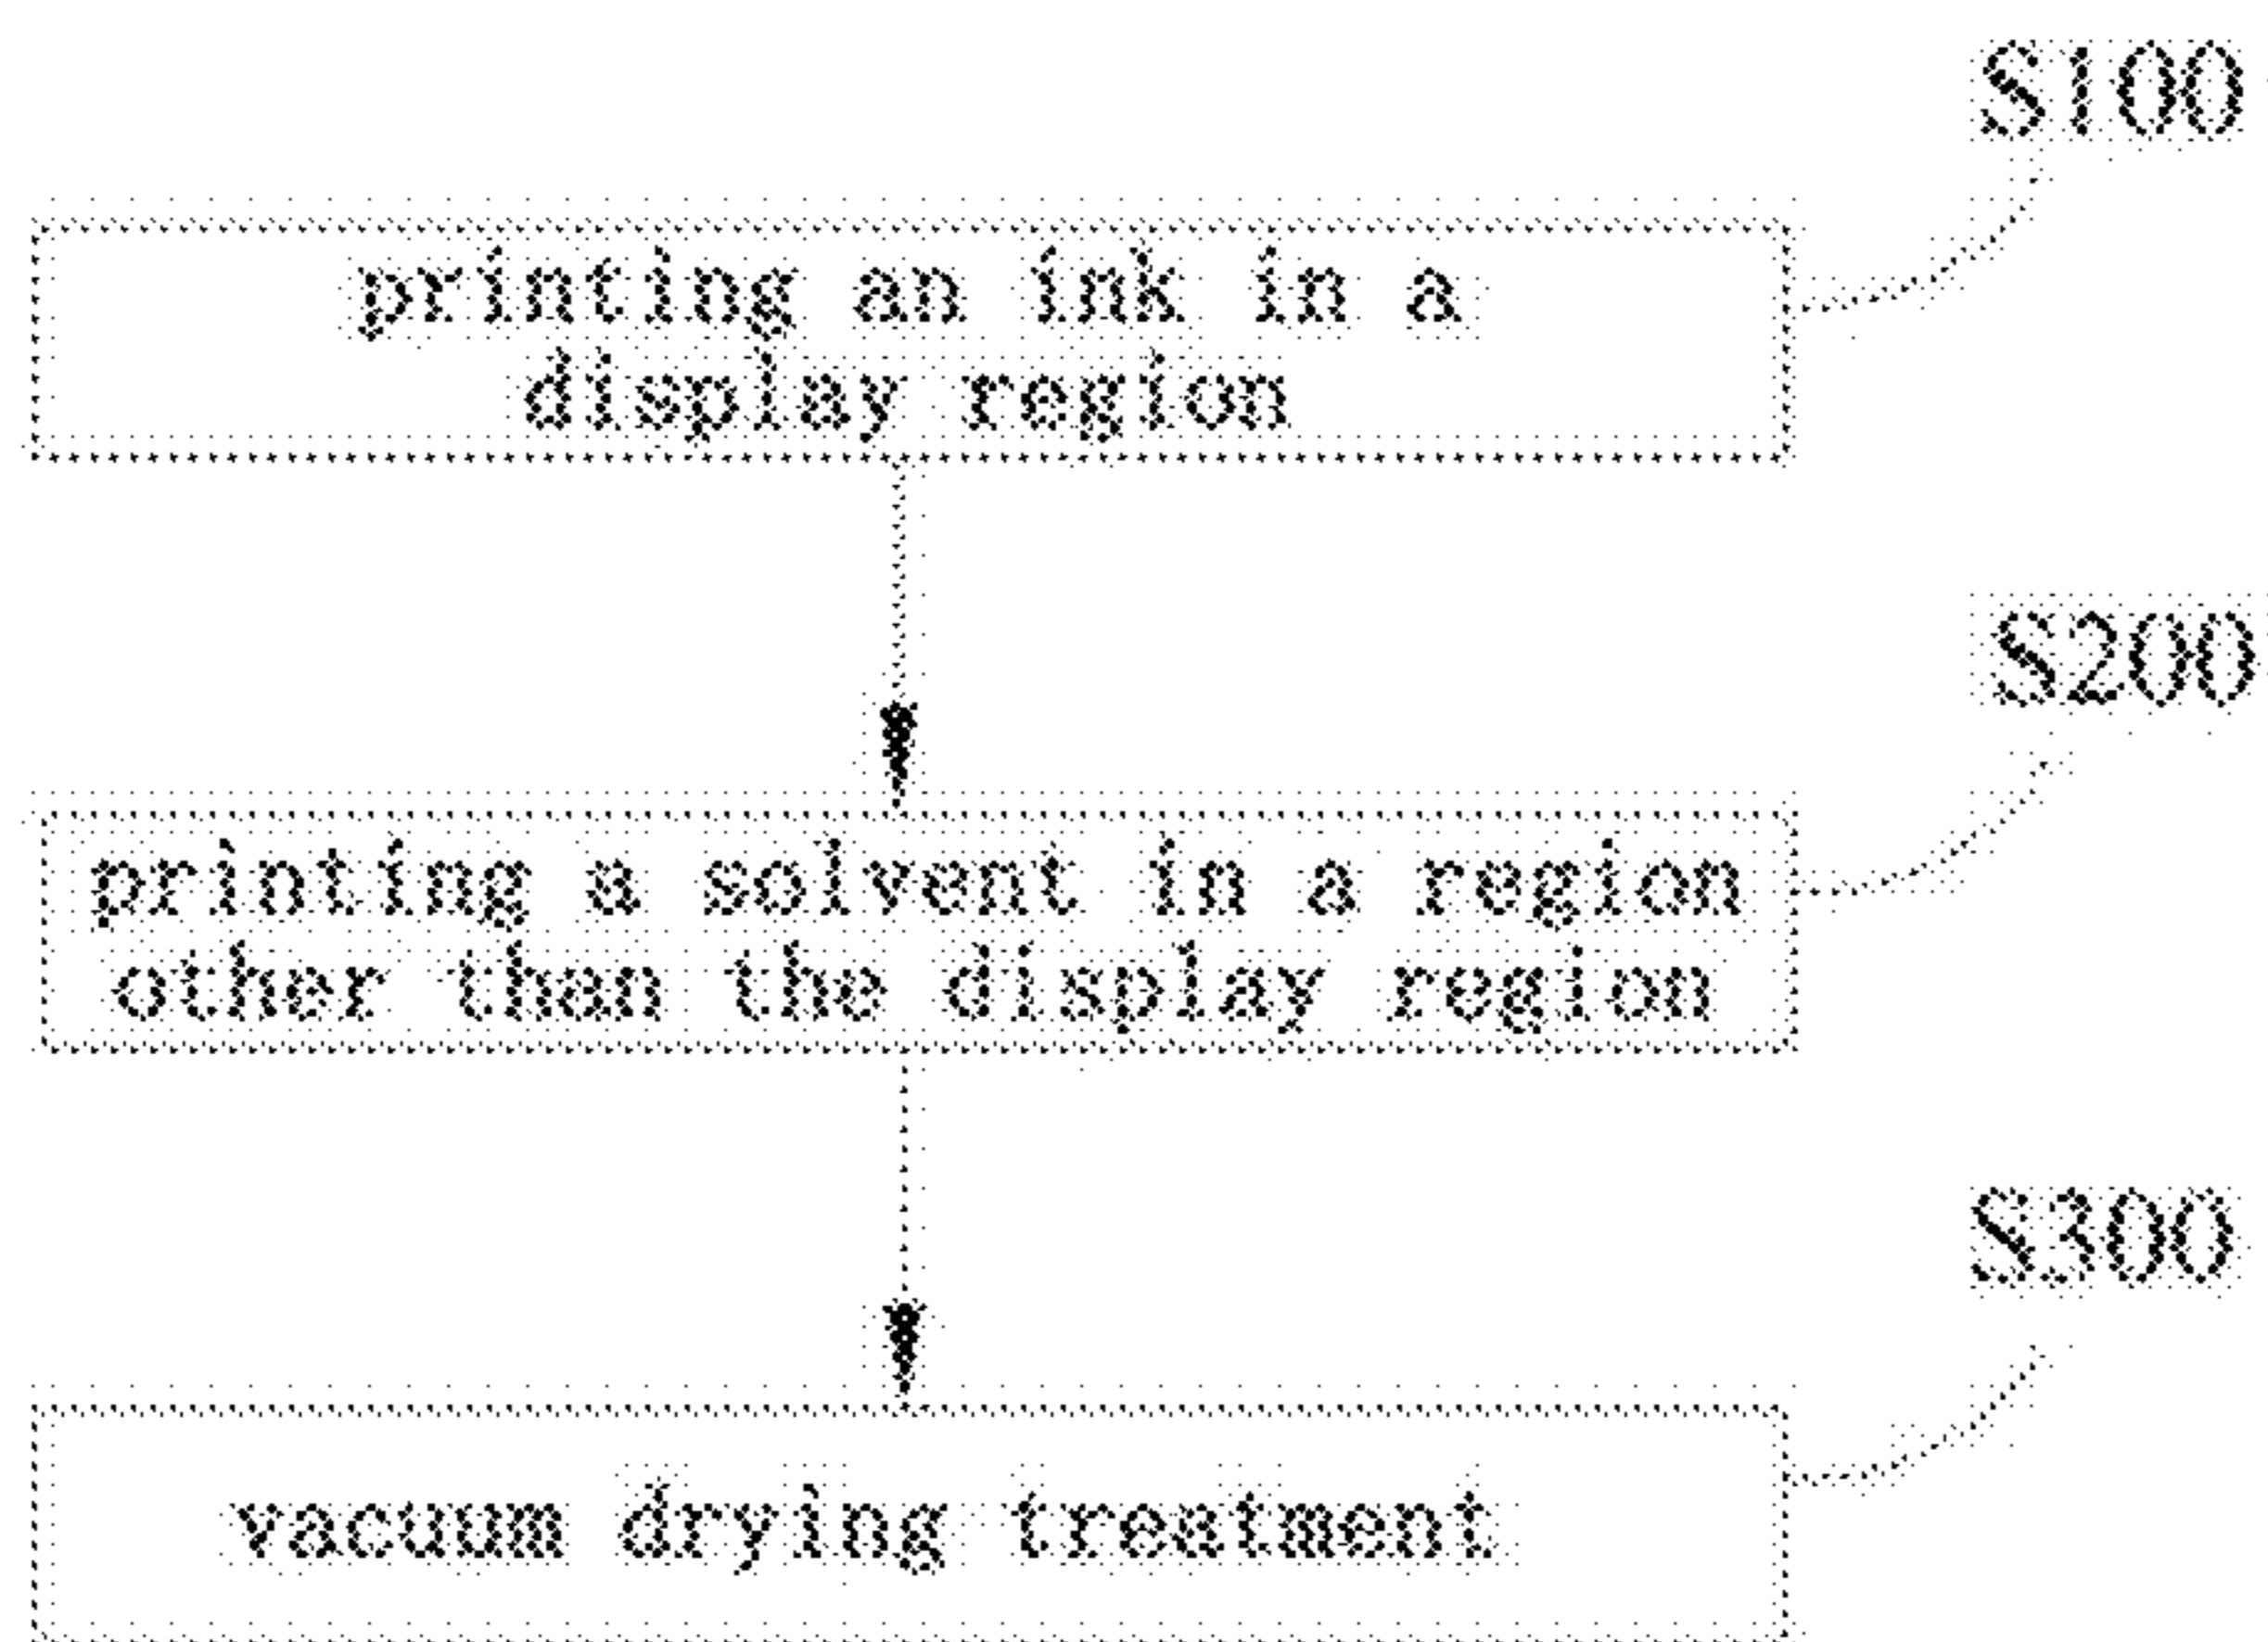 S100
printing an ink in a
display region
S200
printing a solvent in a region
other than the display region
S300
vacuum drying treatment